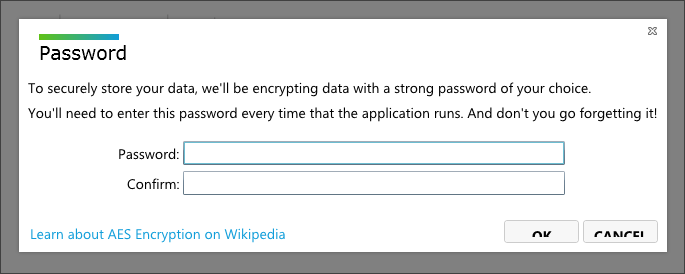 Password
To securely store your data, we'll be encrypting data with a strong password of your choice.
You'll need to enter this password every time that the application runs. And don't you go forgetting it!
Password:
Confirm:
Learn about AES Encryption on Wikipedia
OK
CANCEL